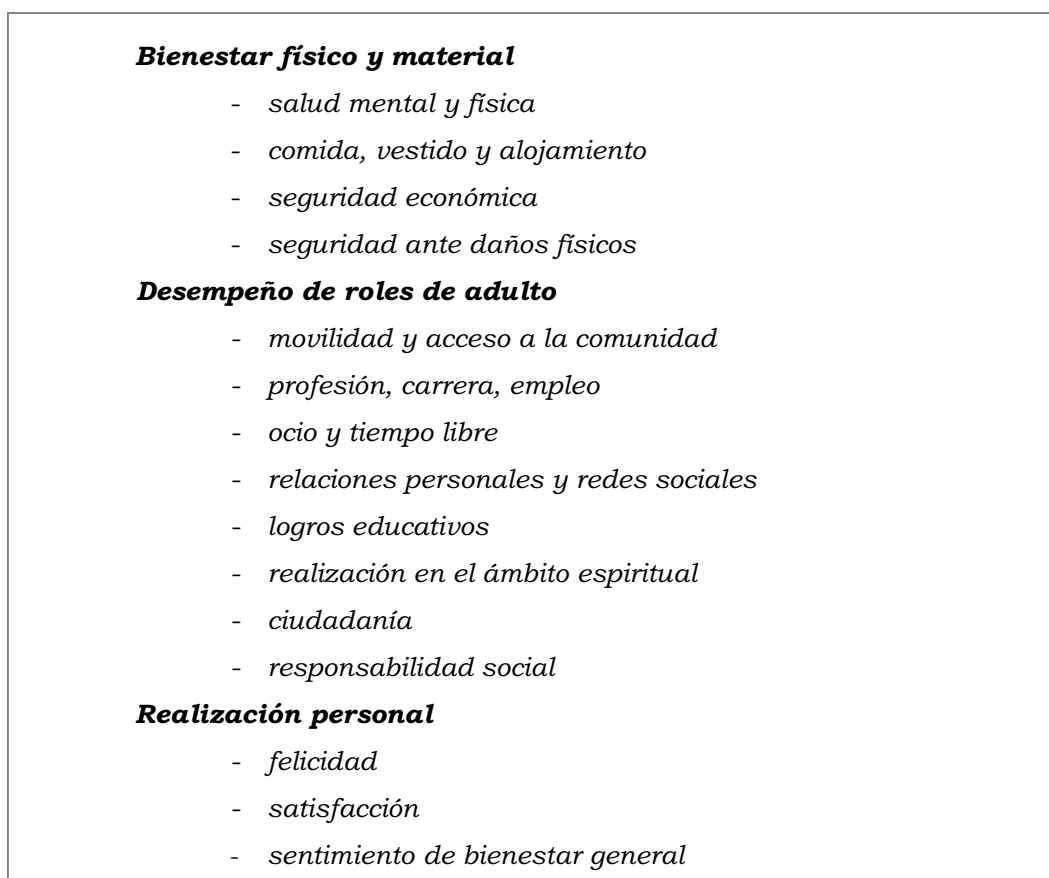 Bienestar físico y material
- salud mental y física
- comida, vestido y alojamiento
- seguridad económica
- seguridad ante daños físicos
Desempeño de roles de adulto
- movilidad y acceso a la comunidad
- profesión, carrera, empleo
- ocio y tiempo libre
- relaciones personales y redes sociales
- logros educativos
- realización en el ámbito espiritual
- ciudadanía
- responsabilidad social
Realización personal
- felicidad
- satisfacción
- sentimiento de bienestar general